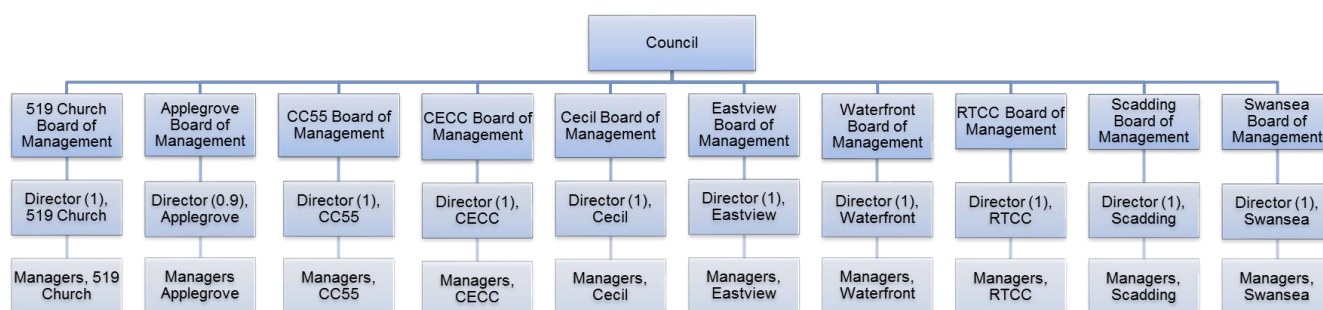 Council
519 Church
Board of
Management
Applegrove
Board of
Management
CC55 Board of
Management
CECC Board of
Management
Cecil Board of
Management
Eastview
Board of
Management
Waterfront
Board of
Management
RTCC Board of
Management
Scadding
Board of
Management
Swansea
Board of
Management
Director (1),
519 Church
Director (0.9),
Applegrove
Director (1),
CC55
Director (1),
CECC
Director (1),
Cecil
Director (1),
Eastview
Director (1),
Waterfront
Director (1),
RTCC
Director (1),
Scadding
Director (1),
Swansea
Managers, 519
Church
Managers
Applegrove
Managers,
CC55
Managers,
CECC
Managers,
Cecil
Managers,
Eastview
Managers,
Waterfront
Managers,
RTCC
Managers,
Scadding
Managers,
Swansea